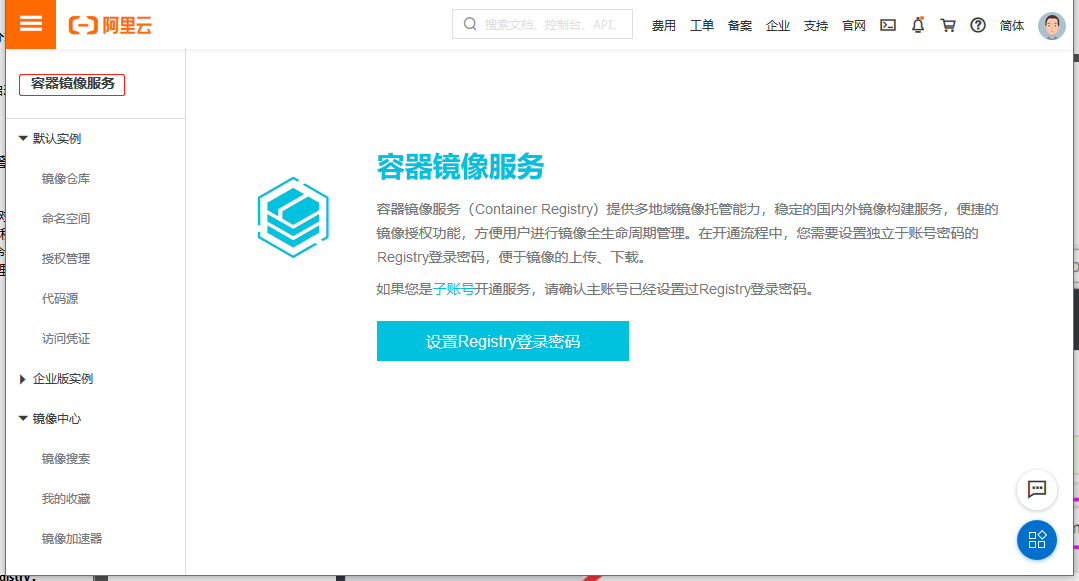 阿里云
搜索文档、控制台、API、
费用 工单 备案 企业 支持 官网 简体
容器镜像服务
默认实例
镜像仓库
命名空间
授权管理
代码源
访问凭证
企业版实例
镜像中心
镜像搜索
我的收藏
镜像加速器
容器镜像服务
容器镜像服务（Container Registry）提供多地域镜像托管能力，稳定的国内外镜像构建服务，便捷的
镜像授权功能，方便用户进行镜像全生命周期管理。在开通流程中，您需要设置独立于账号密码的
Registry登录密码，便于镜像的上传、下载。
如果您是子账号开通服务，请确认主账号已经设置过Registry登录密码。
设置Registry登录密码